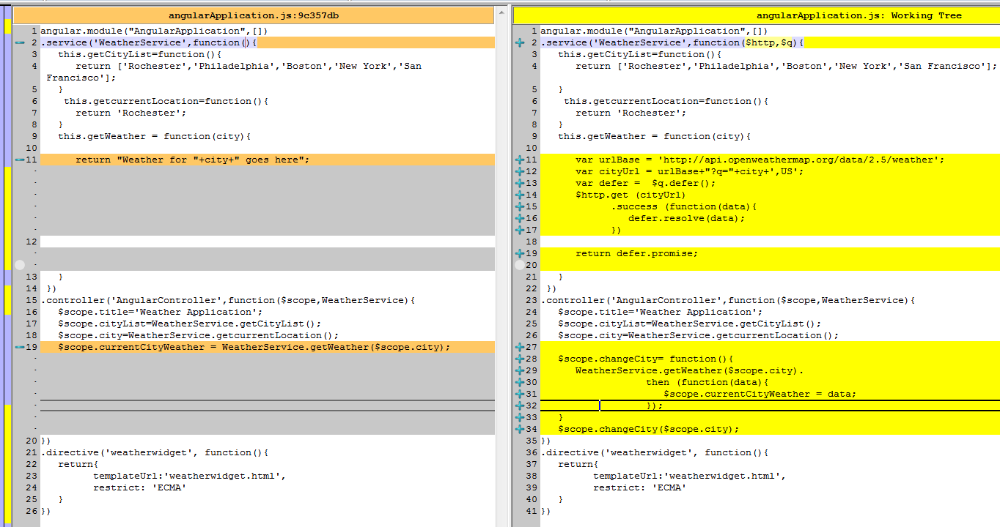 angularApplication.js:9c357db
1 angular.module("AngularApplication",[])
2 .service('WeatherService',function(){
3 this.getCityList=function(){
4 return ['Rochester','Philadelphia','Boston','New York','San
Francisco'];
5 }
6 this.getcurrentLocation=function(){
7 return 'Rochester';
8 }
9 this.getWeather = function(city){
10
11 return "Weather for "+city+" goes here";
12
13 }
14 })
15 .controller('AngularController',function($scope,WeatherService){
16 $scope.title='Weather Application';
17 $scope.cityList=WeatherService.getCityList();
18 $scope.city=WeatherService.getcurrentLocation();
19 $scope.currentCityWeather = WeatherService.getWeather($scope.city);
20 })
21 .directive('weatherwidget', function(){
22 return{
23 templateUrl:'weatherwidget.html',
24 restrict: 'ECMA'
25 }
26 })
angularApplication.js: Working Tree
1 angular.module("AngularApplication",[])
2 .service('WeatherService',function($http,$q){
3 this.getCityList=function(){
4 return ['Rochester','Philadelphia','Boston','New York','San Francisco'];
5 }
6 this.getcurrentLocation=function(){
7 return 'Rochester';
8 }
9 this.getWeather = function(city){
10
11 var urlBase = 'http://api.openweathermap.org/data/2.5/weather';
12 var cityUrl = urlBase+"?q="+city+',US';
13 var defer =  $q.defer();
14 $http.get (cityUrl)
15 .success (function(data){
16 defer.resolve(data);
17 })
18
19 return defer.promise;
20
21 }
22 })
23 .controller('AngularController',function($scope,WeatherService){
24 $scope.title='Weather Application';
25 $scope.cityList=WeatherService.getCityList();
26 $scope.city=WeatherService.getcurrentLocation();
27
28 $scope.changeCity= function(){
29 WeatherService.getWeather($scope.city).
30 then (function(data){
31 $scope.currentCityWeather = data;
32 });
33 }
34 $scope.changeCity($scope.city);
35 })
36 .directive('weatherwidget', function(){
37 return{
38 templateUrl:'weatherwidget.html',
39 restrict: 'ECMA'
40 }
41 })